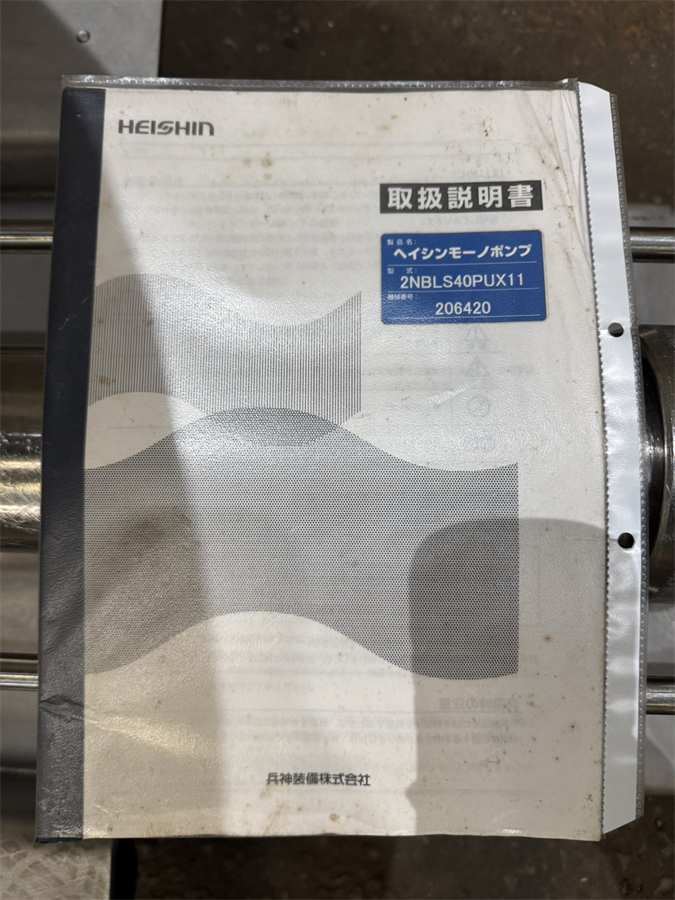 HEISHIN
取扱説明書
製品名:
ヘイシンモーノポンプ
型 式:
2NBLS40PUX11
機械番号:
206420
兵神装備株式会社